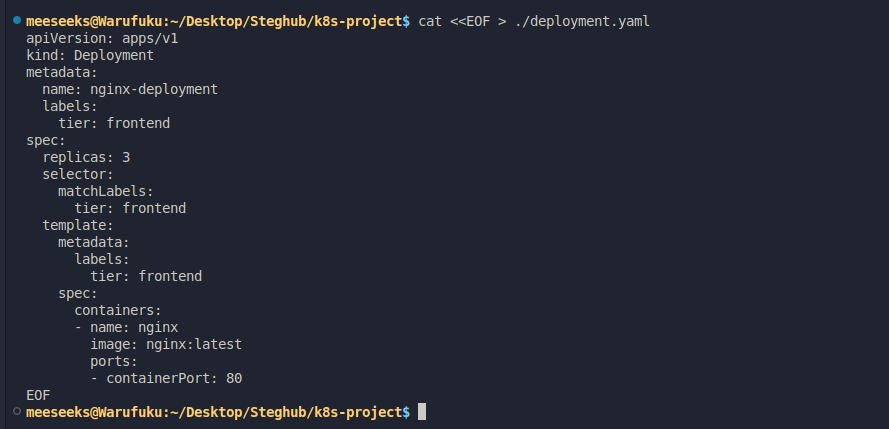 meeseeks@Warufuku:~/Desktop/Steghub/k8s-project$ cat <<EOF > ./deployment.yaml
apiVersion: apps/v1
kind: Deployment
metadata:
  name: nginx-deployment
  labels:
    tier: frontend
spec:
  replicas: 3
  selector:
    matchLabels:
      tier: frontend
  template:
    metadata:
      labels:
        tier: frontend
    spec:
      containers:
      - name: nginx
        image: nginx:latest
        ports:
        - containerPort: 80
EOF
meeseeks@Warufuku:~/Desktop/Steghub/k8s-project$